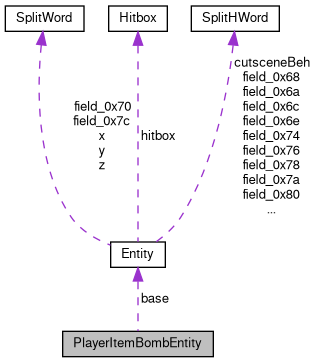 SplitWord
Hitbox
SplitHWord
cutsceneBeh
field_0x68
field_0x6a
field_0x6c
field_0x6e
field_0x74
field_0x76
field_0x78
field_0x7a
field_0x80
...
field_0x70
field_0x7c
x
y
z
hitbox
Entity
base
PlayerItemBombEntity